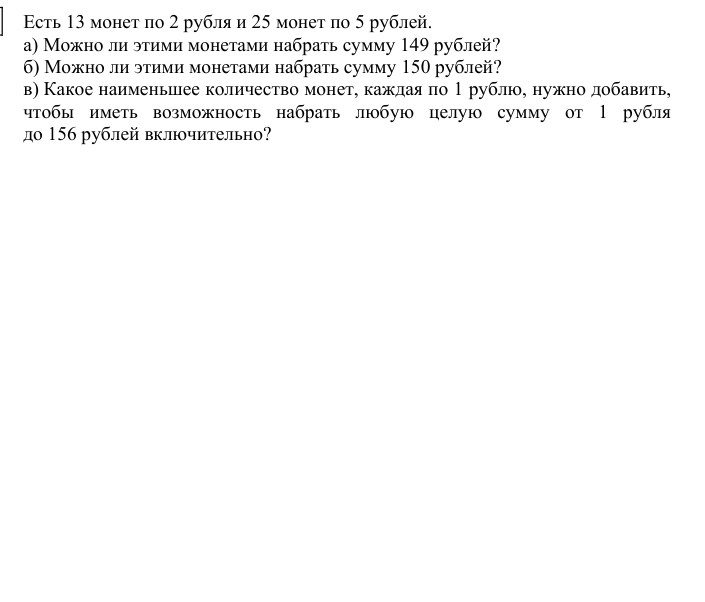 Есть 13 монет по 2 рубля и 25 монет по 5 рублей.
а) Можно ли этими монетами набрать сумму 149 рублей?
б) Можно ли этими монетами набрать сумму 150 рублей?
в) Какое наименьшее количество монет, каждая по 1 рублю, нужно добавить,
чтобы иметь возможность набрать любую целую сумму от 1 рубля
до 156 рублей включительно?